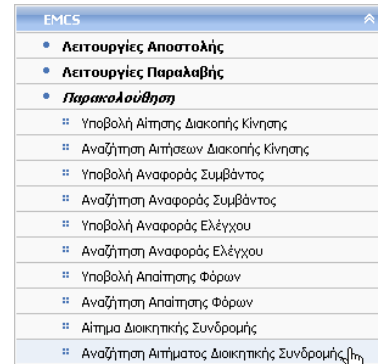 EMCS
Λειτουργίες Αποστολής
Λειτουργίες Παραλαβής
Παρακολούθηση
Υποβολή Αίτησης Διακοπής Κίνησης
Αναζήτηση Αιτήσεων Διακοπής Κίνησης
Υποβολή Αναφοράς Συμβάντος
Αναζήτηση Αναφοράς Συμβάντος
Υποβολή Αναφοράς Ελέγχου
Αναζήτηση Αναφοράς Ελέγχου
Υποβολή Απαίτησης Φόρων
Αναζήτηση Απαίτησης Φόρων
Αίτημα Διοικητικής Συνδρομής
Αναζήτηση Αιτήματος Διοικητικής Συνδρομής